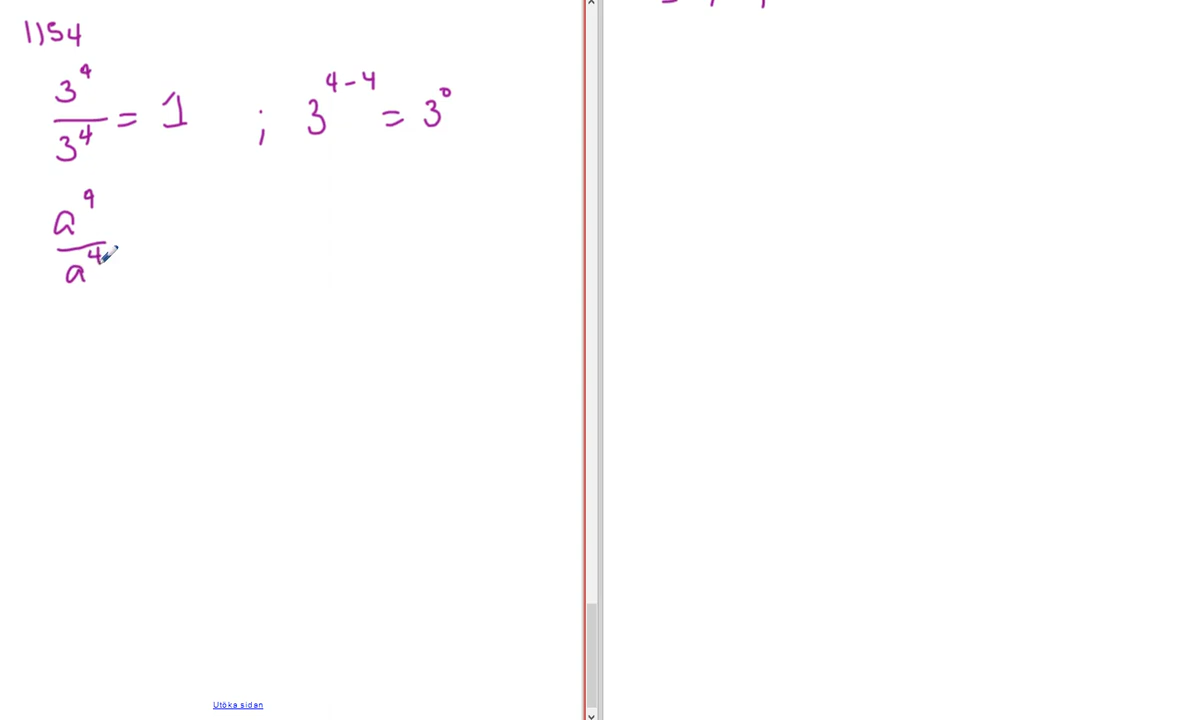 1154
3^4/3^4 = 1 ; 3^4-4 = 3^0
a^4/a^4
Utöka sidan